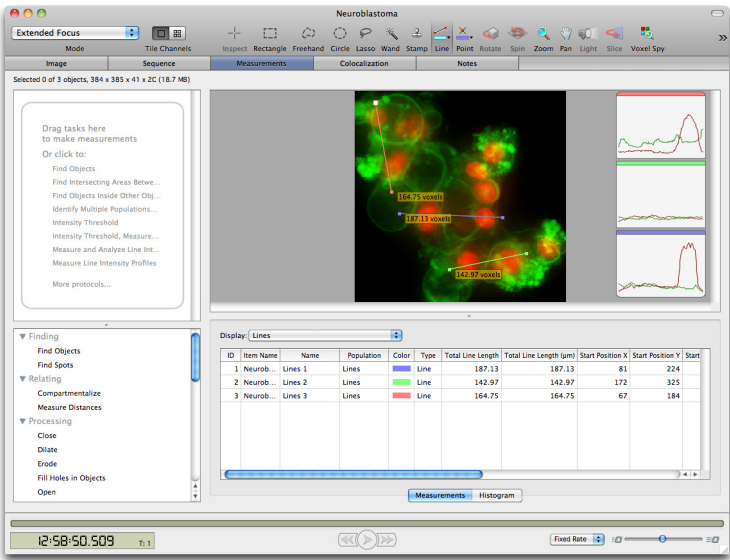 Neuroblastoma
Extended Focus
Mode
Tile Channels
Inspect Rectangle Freehand Circle Lasso Wand Stamp Line Point Rotate Spin Zoom Pan Light Slice Voxel Spy
Image Sequence Measurements Colocalization Notes
Selected 0 of 3 objects, 384 x 385 x 41 x 2C (18.7 MB)
Drag tasks here
to make measurements
Or click to:
Find Objects
Find Intersecting Areas Betwe...
Find Objects Inside Other Obj...
Identify Multiple Populations...
Intensity Threshold
Intensity Threshold, Measure...
Measure and Analyze Line Int...
Measure Line Intensity Profiles
More protocols...
164.75 voxels
187.13 voxels
142.97 voxels
Finding
Find Objects
Find Spots
Relating
Compartmentalize
Measure Distances
Processing
Close
Dilate
Erode
Fill Holes in Objects
Open
Display: Lines
ID Item Name Name Population Color Type Total Line Length Total Line Length (µm) Start Position X Start Position Y Start
1 Neurob... Lines 1 Lines Line 187.13 187.13 81 224
2 Neurob... Lines 2 Lines Line 142.97 142.97 172 325
3 Neurob... Lines 3 Lines Line 164.75 164.75 67 184
Measurements Histogram
12:58:50.509 T: 1
Fixed Rate